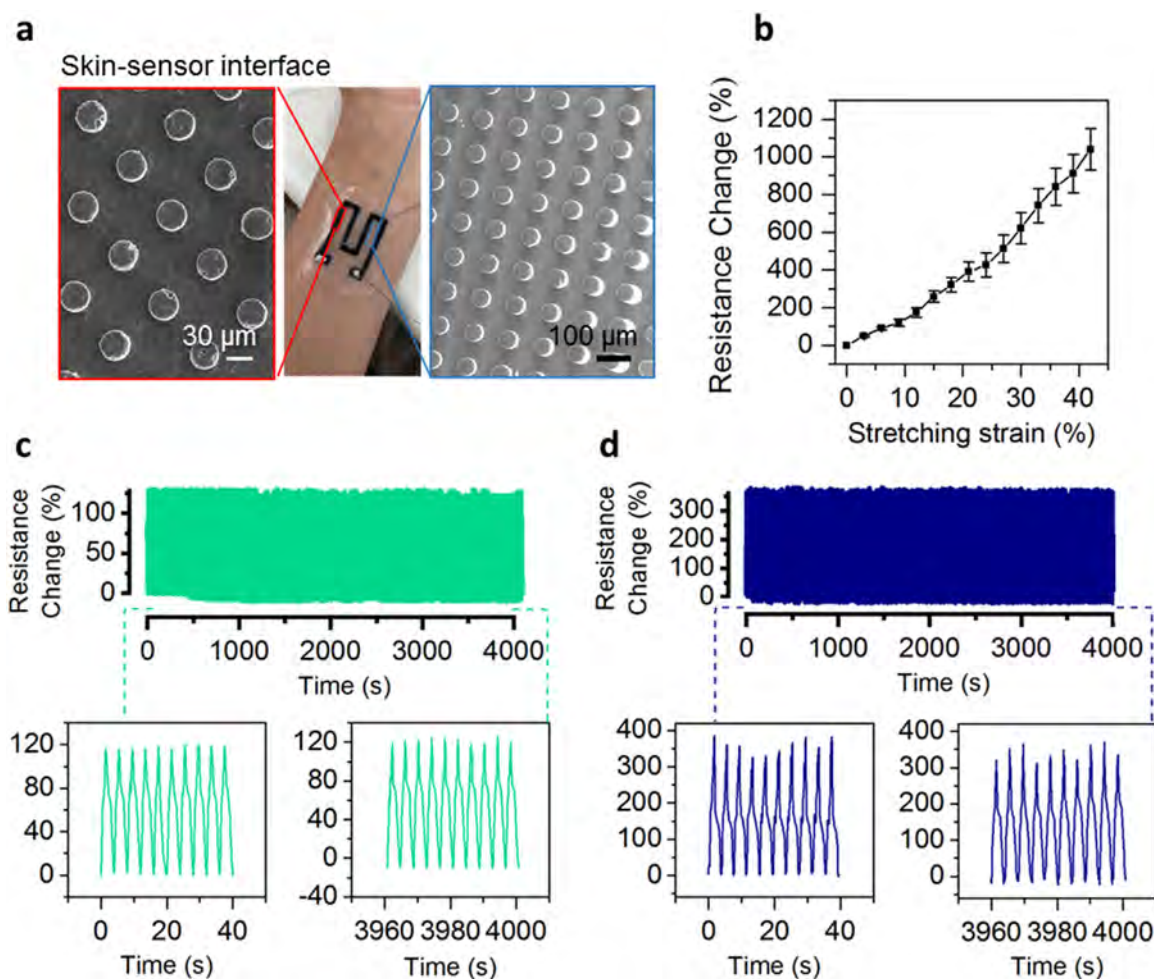 a
Skin-sensor interface
30 µm
100 µm
b
Resistance Change (%)
1200
1000
800
600
400
200
0
0 10 20 30 40
Stretching strain (%)
c
Resistance
Change (%)
100
50
0
0 1000 2000 3000 4000
Time (s)
120
80
40
0
0 20 40
Time (s)
120
80
40
0
-40
3960 3980 4000
Time (s)
d
Resistance
Change (%)
300
200
100
0
0 1000 2000 3000 4000
Time (s)
400
300
200
100
0
0 20 40
Time (s)
400
300
200
100
0
3960 3980 4000
Time (s)